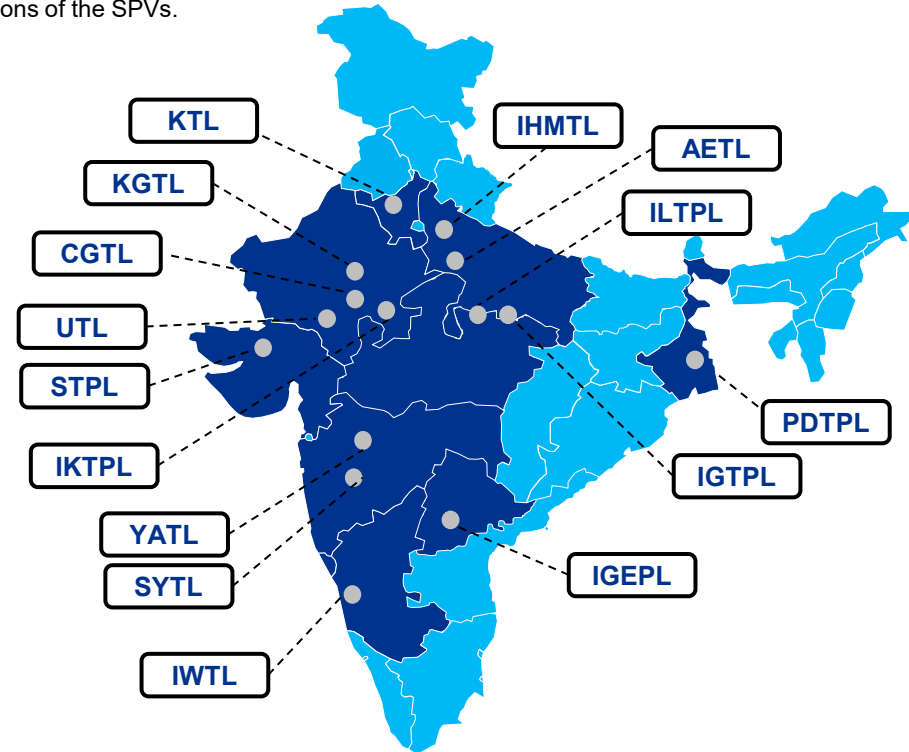 ons of the SPVs.
KTL
IHMTL
AETL
KGTL
ILTPL
CGTL
UTL
STPL
PDTPL
IKTPL
IGTPL
YATL
SYTL
IGEPL
IWTL